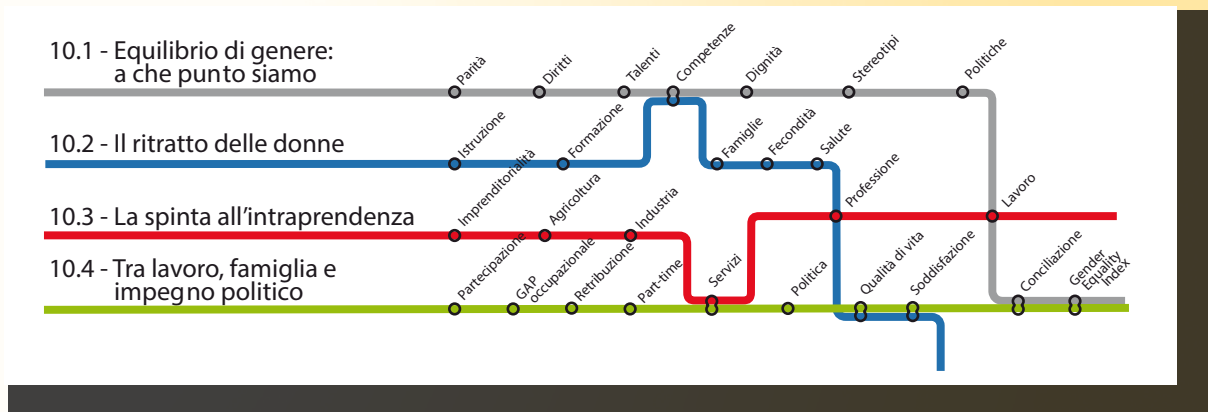 10.1 - Equilibrio di genere:
a che punto siamo
Parità
Diritti
Talenti
Competenze
Dignità
Stereotipi
Politiche
10.2 - Il ritratto delle donne
Istruzione
Formazione
Famiglie
Fecondità
Salute
Professione
Lavoro
10.3 - La spinta all'intraprendenza
Imprenditorialità
Agricoltura
Industria
10.4 - Tra lavoro, famiglia e
impegno politico
Partecipazione
GAP
occupazionale
Retribuzione
Part-time
Servizi
Politica
Qualità di vita
Soddisfazione
Conciliazione
Gender
Equality
Index